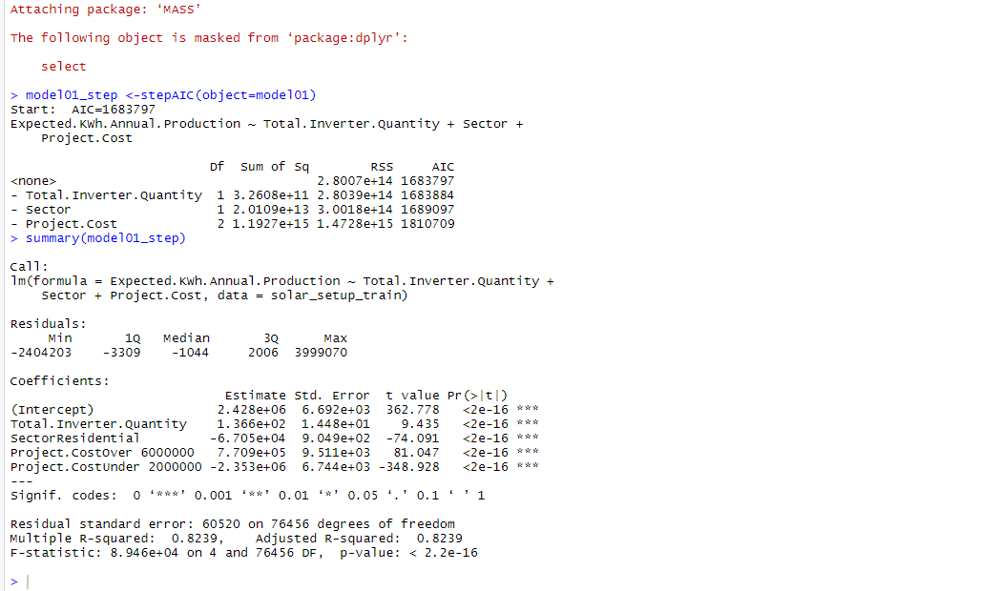 Attaching package: ‘MASS’
The following object is masked from ‘package:dplyr’:
    select
> model01_step <-stepAIC(object=model01)
Start:  AIC=1683797
Expected.KWh.Annual.Production ~ Total.Inverter.Quantity + Sector +
    Project.Cost
                          Df  Sum of Sq        RSS     AIC
<none>                                  2.8007e+14 1683797
- Total.Inverter.Quantity  1 3.2608e+11 2.8039e+14 1683884
- Sector                   1 2.0109e+13 3.0018e+14 1689097
- Project.Cost             2 1.1927e+15 1.4728e+15 1810709
> summary(model01_step)
Call:
lm(formula = Expected.KWh.Annual.Production ~ Total.Inverter.Quantity +
    Sector + Project.Cost, data = solar_setup_train)
Residuals:
     Min       1Q   Median       3Q      Max
-2404203    -3309    -1044     2006  3999070
Coefficients:
                            Estimate Std. Error  t value Pr(>|t|)
(Intercept)                2.428e+06  6.692e+03  362.778   <2e-16 ***
Total.Inverter.Quantity    1.366e+02  1.448e+01    9.435   <2e-16 ***
SectorResidential         -6.705e+04  9.049e+02  -74.091   <2e-16 ***
Project.CostOver 6000000   7.709e+05  9.511e+03   81.047   <2e-16 ***
Project.CostUnder 2000000 -2.353e+06  6.744e+03 -348.928   <2e-16 ***
---
Signif. codes:  0 ‘***’ 0.001 ‘**’ 0.01 ‘*’ 0.05 ‘.’ 0.1 ‘ ’ 1
Residual standard error: 60520 on 76456 degrees of freedom
Multiple R-squared:  0.8239,    Adjusted R-squared:  0.8239
F-statistic: 8.946e+04 on 4 and 76456 DF,  p-value: < 2.2e-16
>